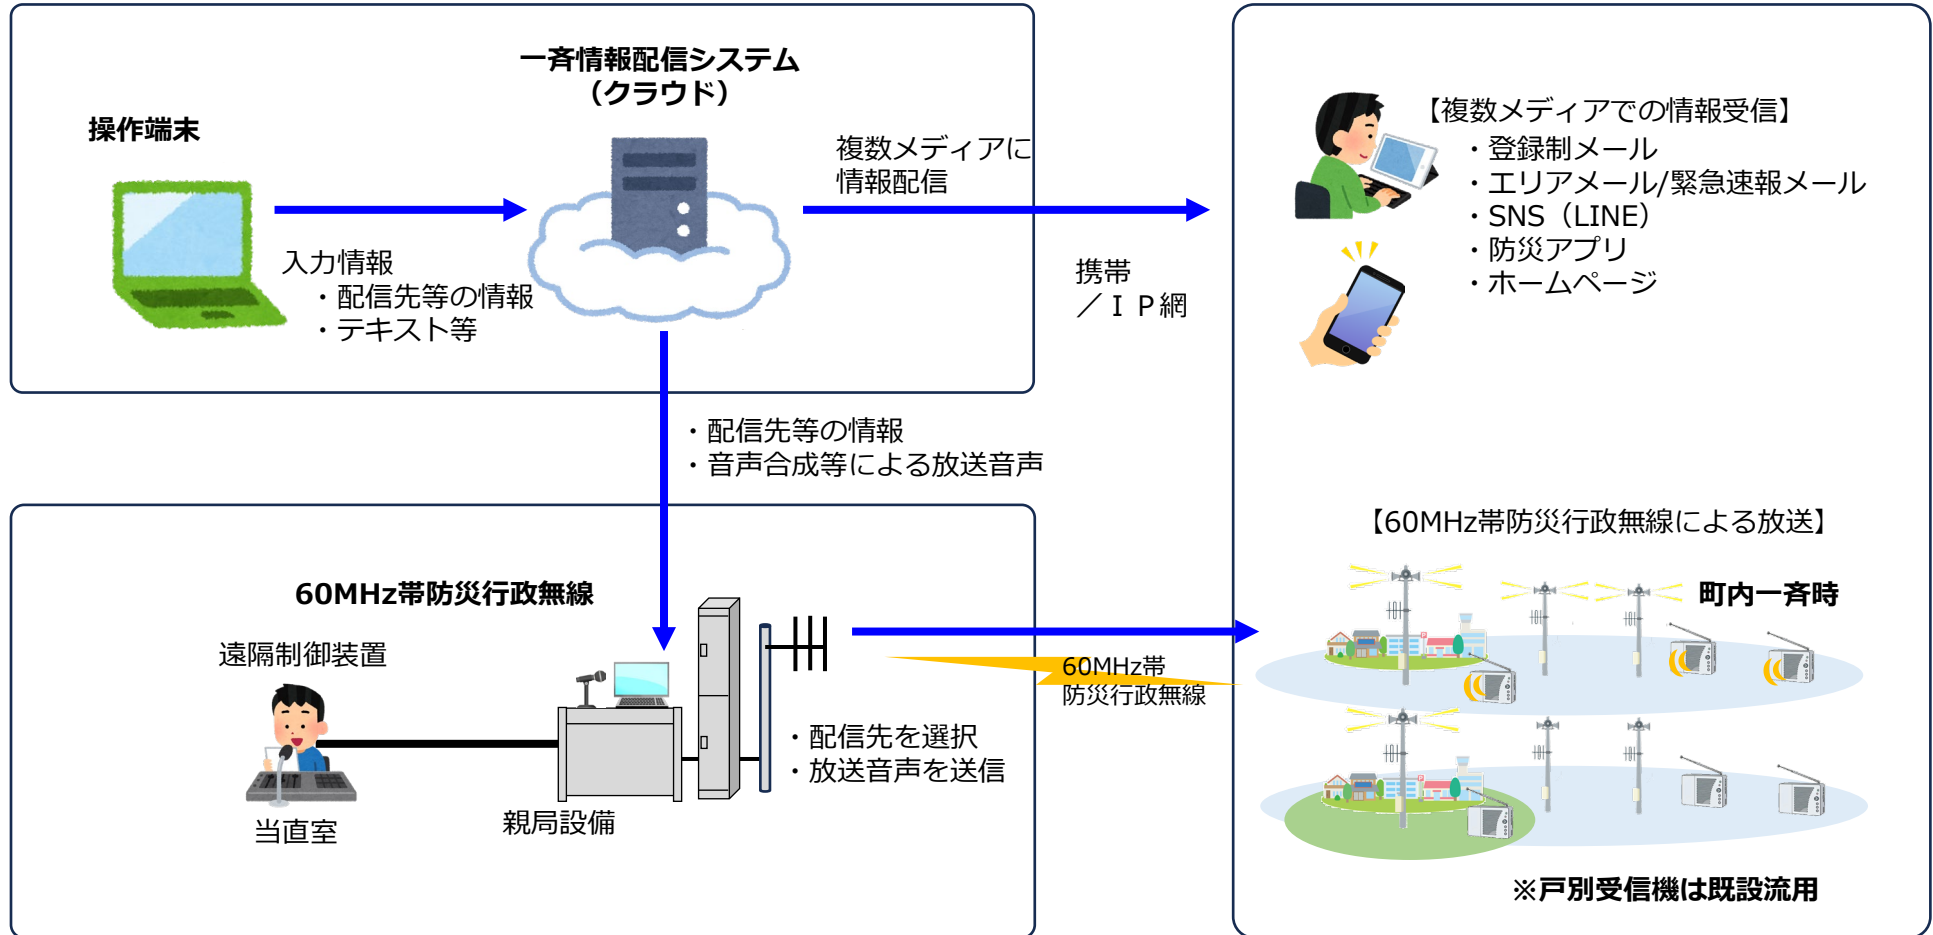 一斉情報配信システム
（クラウド）
操作端末
複数メディアに
情報配信
入力情報
・配信先等の情報
・テキスト等
携帯
／ＩＰ網
【複数メディアでの情報受信】
・登録制メール
・エリアメール/緊急速報メール
・SNS（LINE）
・防災アプリ
・ホームページ
・配信先等の情報
・音声合成等による放送音声
60MHz帯防災行政無線
遠隔制御装置
当直室
親局設備
・配信先を選択
・放送音声を送信
60MHz帯
防災行政無線
【60MHz帯防災行政無線による放送】
町内一斉時
※戸別受信機は既設流用